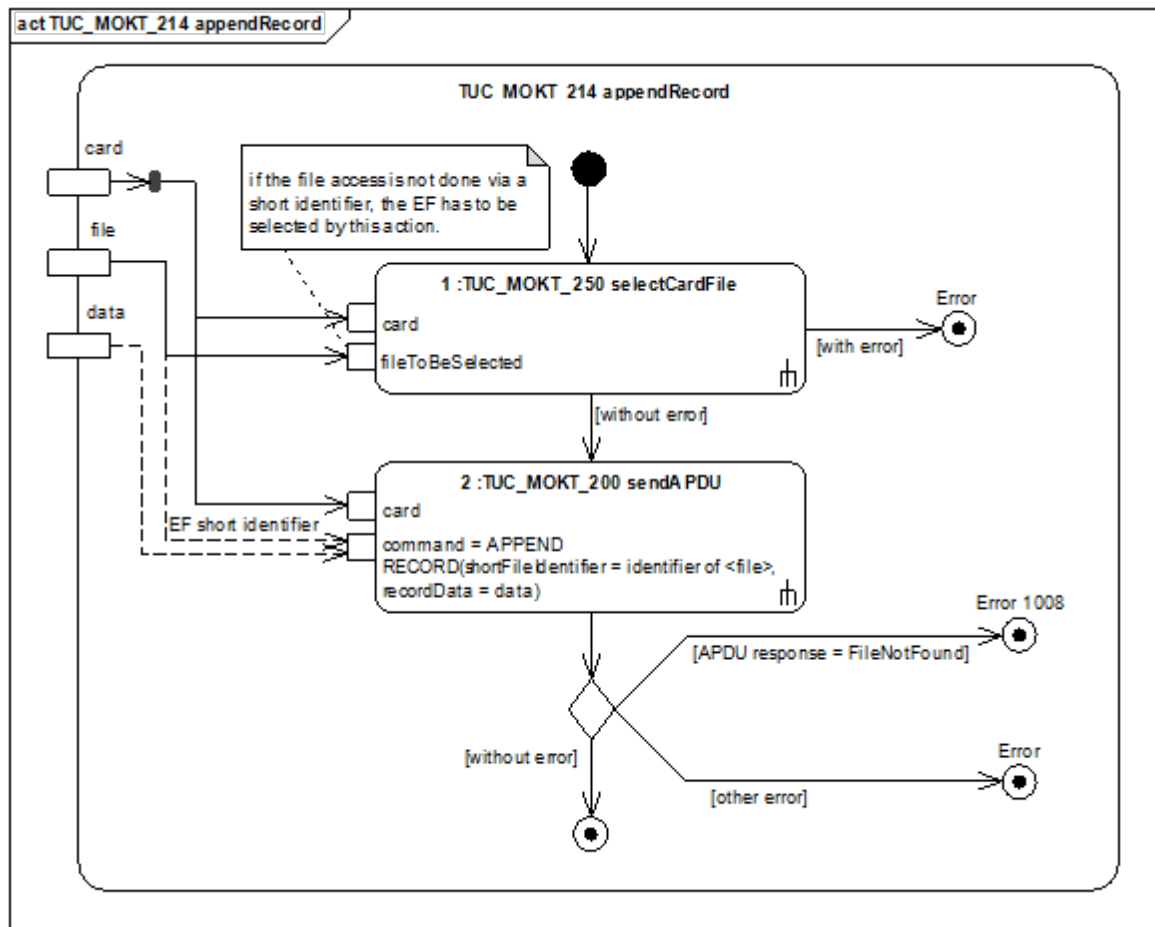 act TUC_MOKT_214 appendRecord
TUC_MOKT_214 appendRecord
card
file
data
if the file access is not done via a
short identifier, the EF has to be
selected by this action.
1 :TUC_MOKT_250 selectCardFile
card
fileToBeSelected
Error
[with error]
[without error]
2 :TUC_MOKT_200 sendAPDU
card
EF short identifier
command = APPEND
RECORD(shortFileIdentifier = identifier of <file>,
recordData = data)
Error 1008
[APDU response = FileNotFound]
[without error]
Error
[other error]